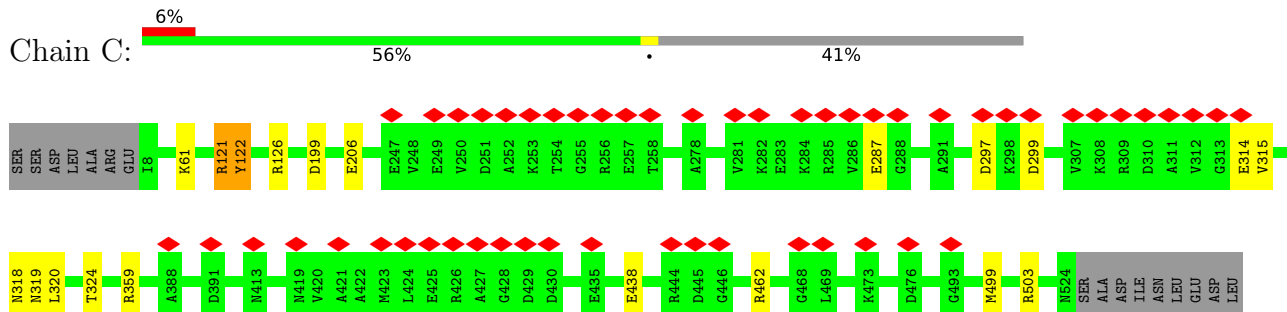 6%
Chain C:
56% • 41%
SER SER ASP LEU ALA ARG GLU I8 K61 R121 Y122 R126 D199 E206 E247 V248 E249 V250 D251 A252 K253 T254 G255 R256 E257 T258 A278 V281 K282 E283 K284 R285 V286 E287 G288 A291 D297 K298 D299 V307 K308 R309 D310 A311 V312 G313 E314 V315
N318 N319 L320 T324 R359 A388 D391 N413 N419 V420 A421 A422 M423 L424 E425 R426 A427 G428 D429 D430 E435 E438 R444 D445 G446 R462 G468 L469 K473 D476 G493 M499 R503 N524 SER ALA ASP ILE ASN LEU GLU ASP LEU